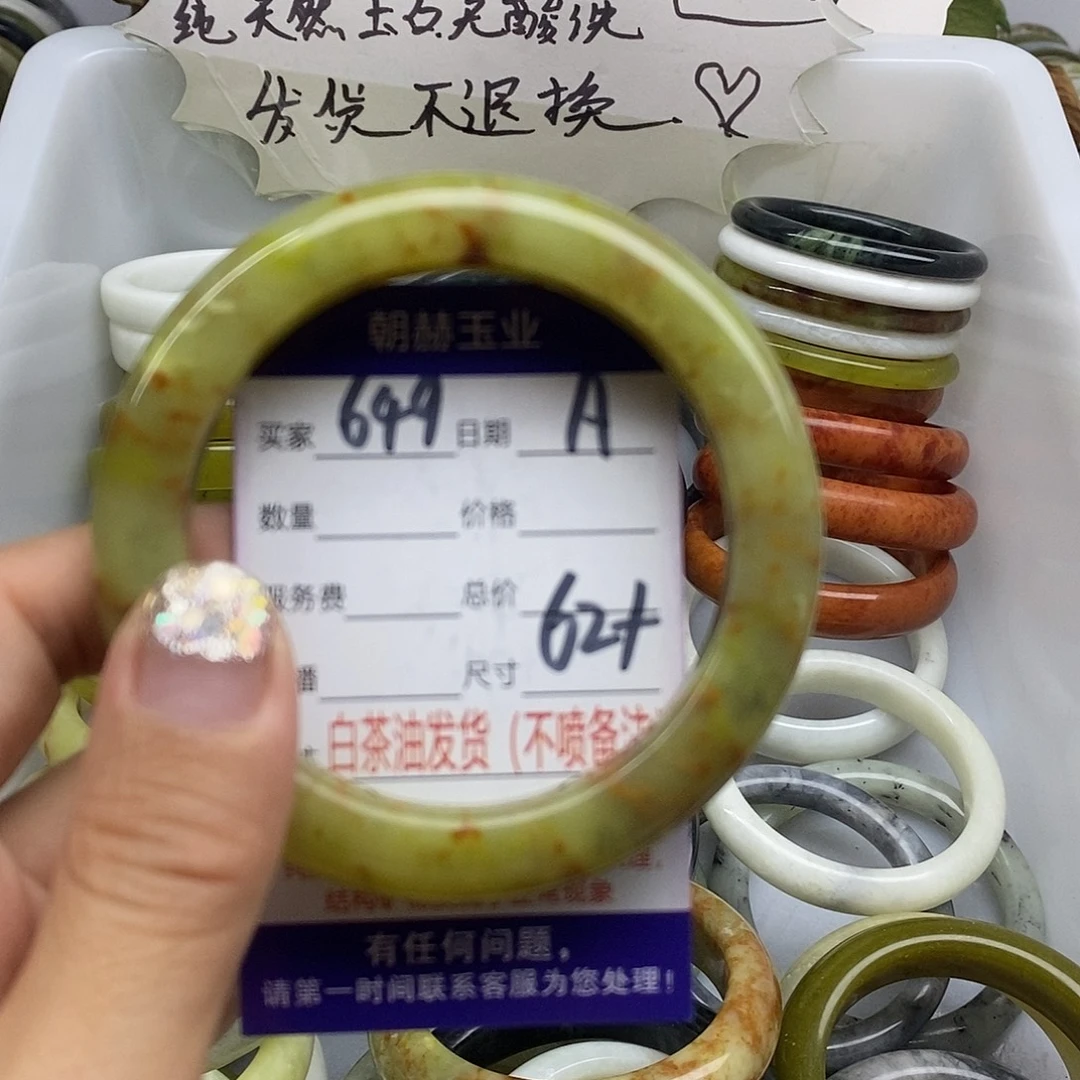 纯天然玉石无酸洗
发货不退换
朝赫玉业
买家 649 日期 A
数量 价格
服务费 总价
播 尺寸 62+
白茶油发货（不喷备注
有任何问题，
请第一时间联系客服为您处理！